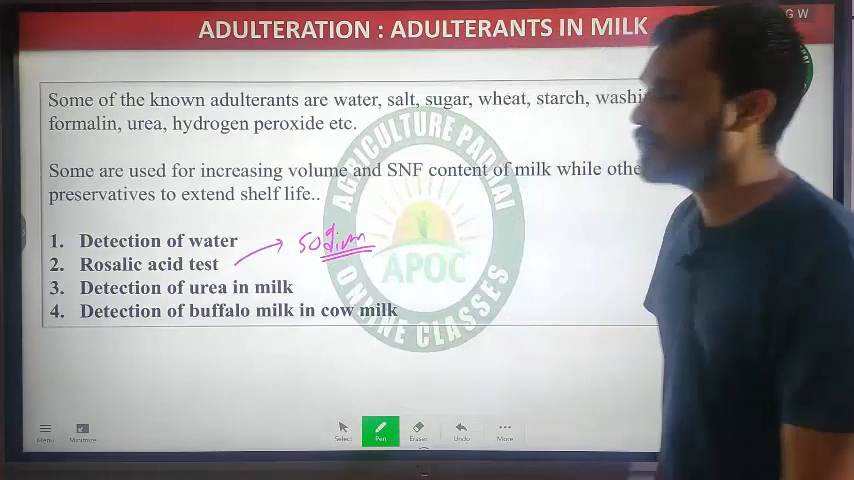 G W
ADULTERATION : ADULTERANTS IN MILK
Some of the known adulterants are water, salt, sugar, wheat, starch,
formalin, urea, hydrogen peroxide etc.
Some are used for increasing volume and SNF content of milk while
preservatives to extend shelf life..
1. Detection of water
sodium
2. Rosalic acid test
3. Detection of urea in milk
4. Detection of buffalo milk in cow milk
AGRICULTURE
APOC
ONLINE CLASSES
Menu
Minimize
Select
Pen
Eraser
Undo
More